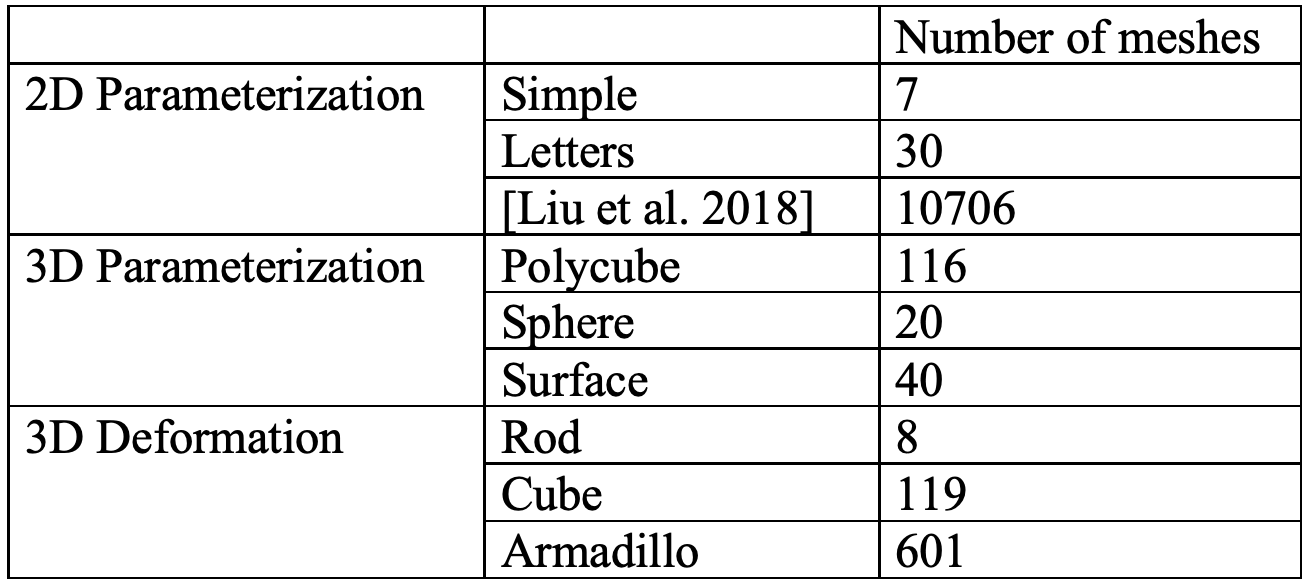 Number of meshes
2D Parameterization Simple 7
Letters 30
[Liu et al. 2018] 10706
3D Parameterization Polycube 116
Sphere 20
Surface 40
3D Deformation Rod 8
Cube 119
Armadillo 601